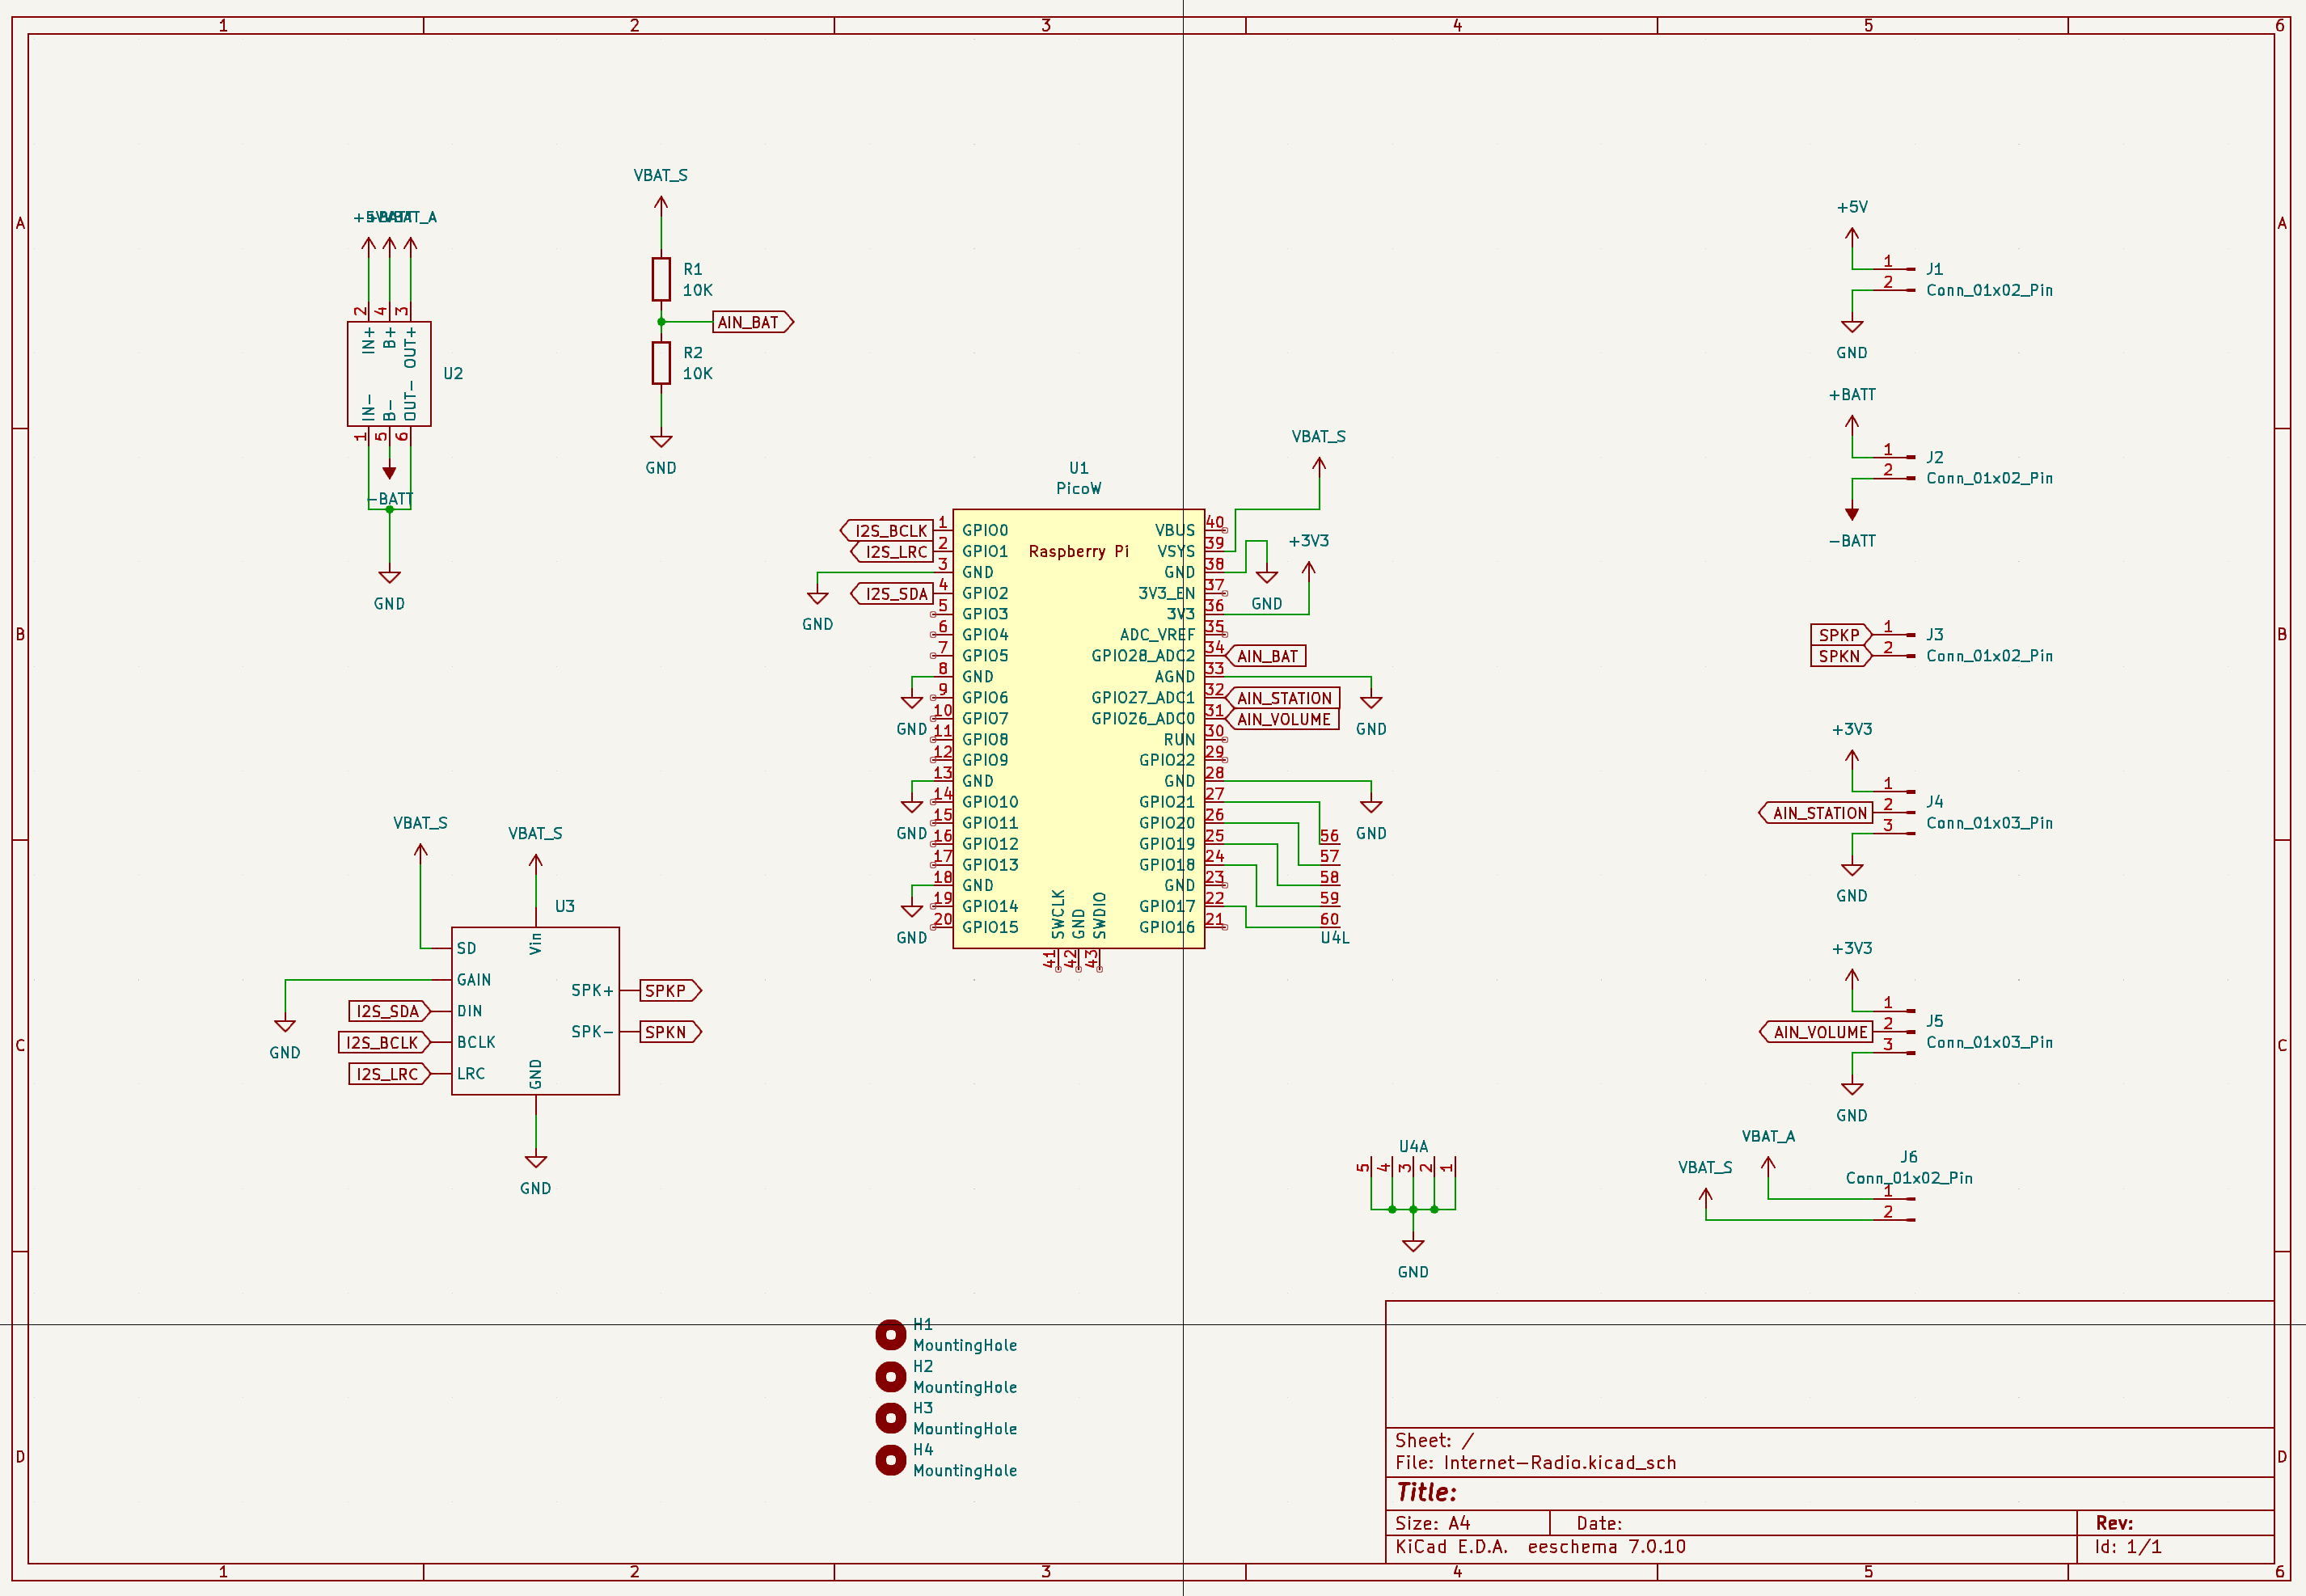 1 2 3 4 5 6
A
A
VBAT_S
+5V
+BATT
VBAT_A
2 4 3
IN+ B+ OUT+
IN- B- OUT-
U2
1 5 6
-BATT
GND
R1
10K
AIN_BAT
R2
10K
GND
+5V
1
2
J1
Conn_01x02_Pin
GND
+BATT
1
2
J2
Conn_01x02_Pin
-BATT
B
B
SPKP 1
SPKN 2
J3
Conn_01x02_Pin
+3V3
1
AIN_STATION 2
3
J4
Conn_01x03_Pin
GND
+3V3
1
AIN_VOLUME 2
3
J5
Conn_01x03_Pin
GND
VBAT_A
VBAT_S
J6
Conn_01x02_Pin
1
2
U1
PicoW
Raspberry Pi
VBAT_S
+3V3
GND
I2S_BCLK 1 GPIO0
I2S_LRC 2 GPIO1
3 GND
GND
I2S_SDA 4 GPIO2
5 GPIO3
6 GPIO4
7 GPIO5
8 GND
GND
9 GPIO6
10 GPIO7
11 GPIO8
12 GPIO9
13 GND
GND
14 GPIO10
15 GPIO11
16 GPIO12
17 GPIO13
18 GND
GND
19 GPIO14
20 GPIO15
VBUS 40
VSYS 39
GND 38
3V3_EN 37
3V3 36
ADC_VREF 35
GPIO28_ADC2 34 AIN_BAT
AGND 33
GND
GPIO27_ADC1 32 AIN_STATION
GPIO26_ADC0 31 AIN_VOLUME
RUN 30
GPIO22 29
GND 28
GND
GPIO21 27
GPIO20 26
GPIO19 25
GPIO18 24
GND 23
GPIO17 22
GPIO16 21
SWCLK GND SWDIO
41 42 43
56
57
58
59
60
U4L
C
C
VBAT_S
VBAT_S
U3
SD
Vin
GAIN
GND
I2S_SDA DIN
I2S_BCLK BCLK
I2S_LRC LRC
SPK+ SPKP
SPK- SPKN
GND
GND
U4A
5 4 3 2 1
GND
D
D
H1
MountingHole
H2
MountingHole
H3
MountingHole
H4
MountingHole
Sheet: /
File: Internet-Radio.kicad_sch
Title:
Size: A4 Date: Rev:
KiCad E.D.A. eeschema 7.0.10 Id: 1/1
1 2 3 4 5 6